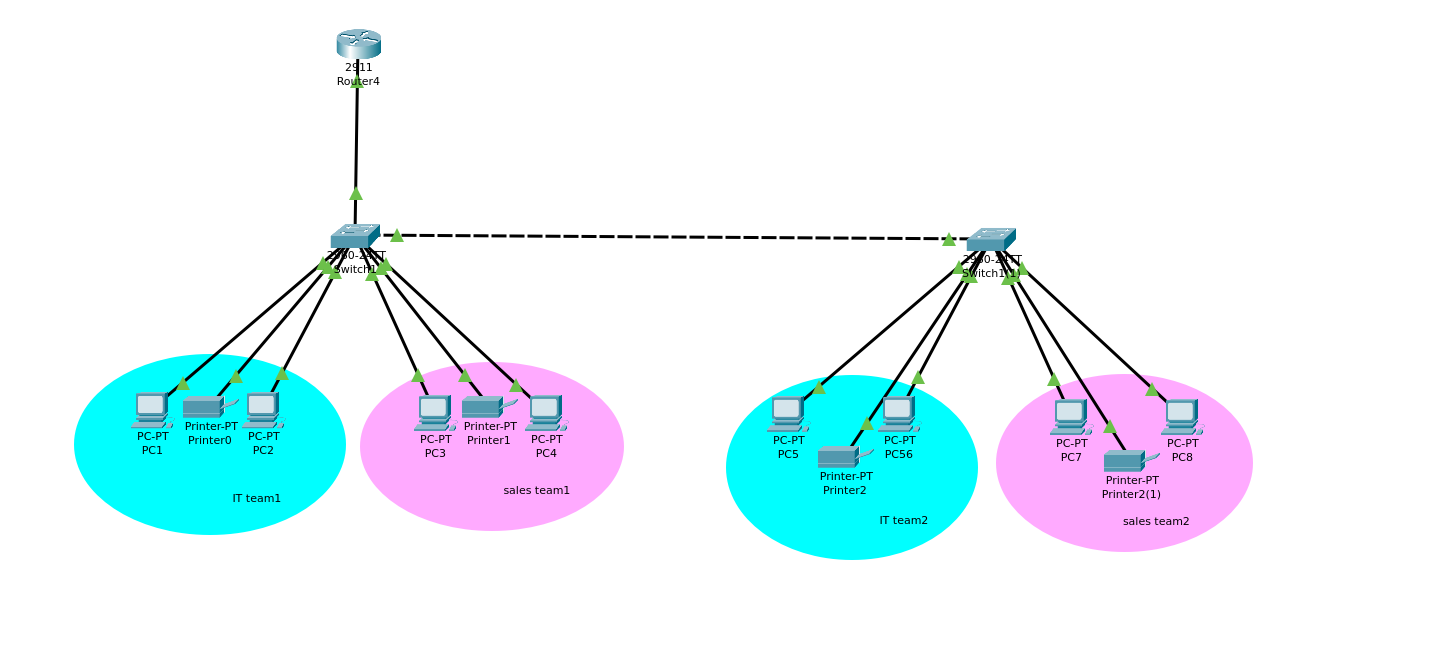 2911
Router4
2960-24TT
Switch1
2960-24TT
Switch1(1)
PC-PT
PC1
Printer-PT
Printer0
PC-PT
PC2
IT team1
PC-PT
PC3
Printer-PT
Printer1
PC-PT
PC4
sales team1
PC-PT
PC5
Printer-PT
Printer2
PC-PT
PC56
IT team2
PC-PT
PC7
Printer-PT
Printer2(1)
PC-PT
PC8
sales team2